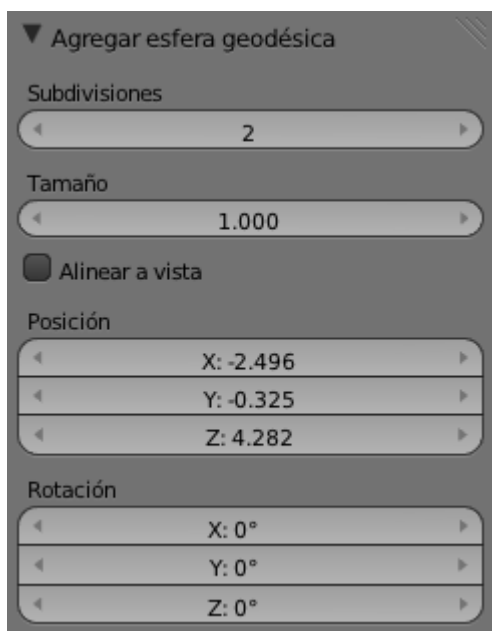 Agregar esfera geodésica
Subdivisiones
2
Tamaño
1.000
Alinear a vista
Posición
X: -2.496
Y: -0.325
Z: 4.282
Rotación
X: 0°
Y: 0°
Z: 0°